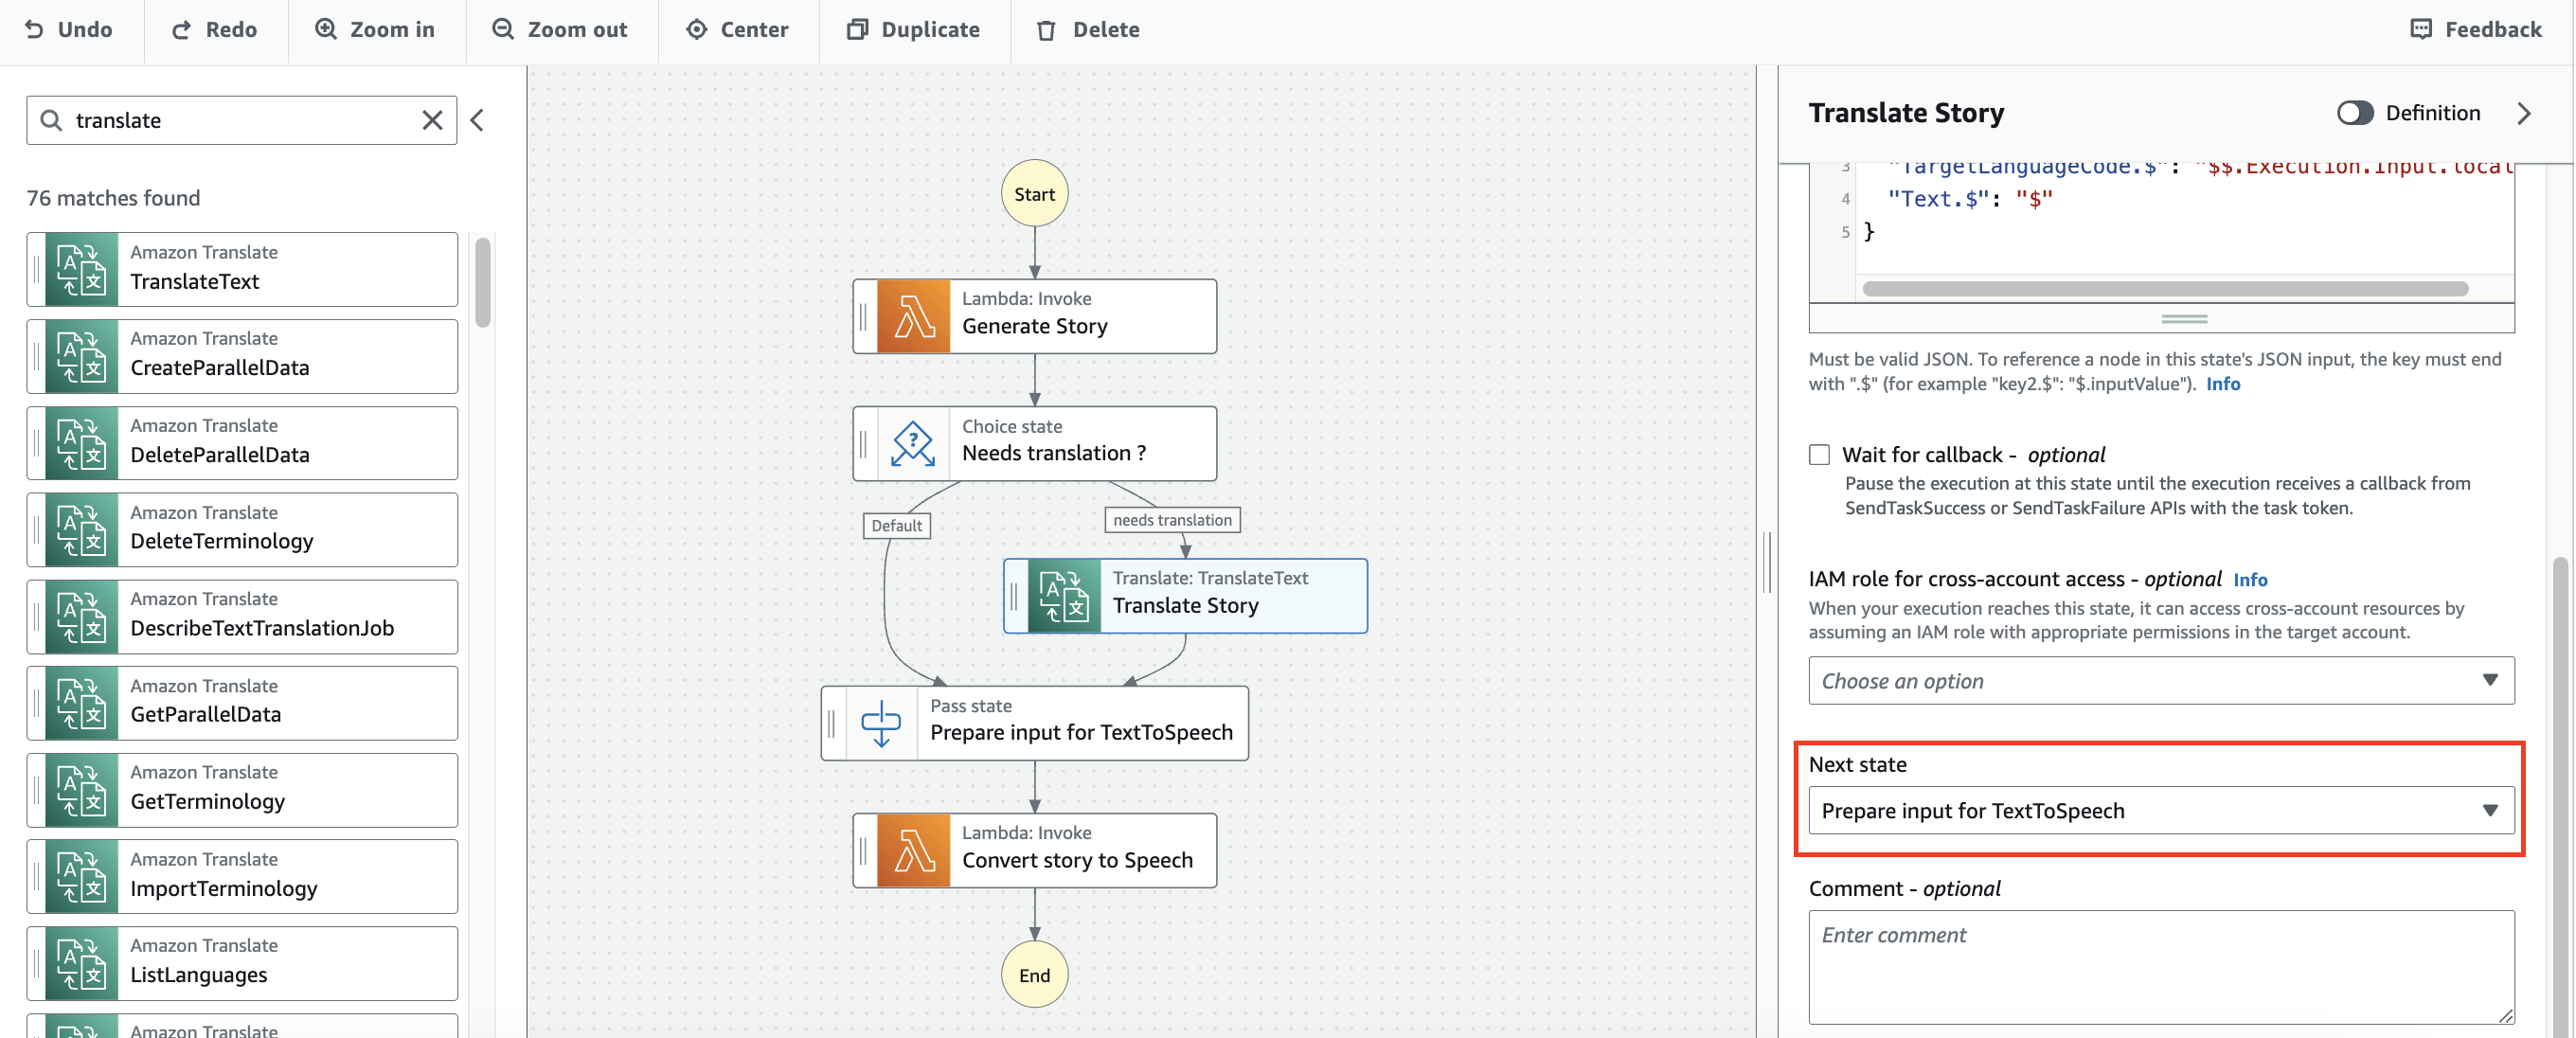 Undo
Redo
Zoom in
Zoom out
Center
Duplicate
Delete
Feedback
translate
76 matches found
Amazon Translate
TranslateText
Amazon Translate
CreateParallelData
Amazon Translate
DeleteParallelData
Amazon Translate
DeleteTerminology
Amazon Translate
DescribeTextTranslationJob
Amazon Translate
GetParallelData
Amazon Translate
GetTerminology
Amazon Translate
ImportTerminology
Amazon Translate
ListLanguages
Amazon Translate
Start
Lambda: Invoke
Generate Story
Choice state
Needs translation ?
Default
needs translation
Translate: TranslateText
Translate Story
Pass state
Prepare input for TextToSpeech
Lambda: Invoke
Convert story to Speech
End
Translate Story
Definition
3 "TargetLanguageCode.$": "$$.Execution.Input.local
4 "Text.$": "$"
5 }
Must be valid JSON. To reference a node in this state's JSON input, the key must end
with ".$" (for example "key2.$": "$.inputValue"). Info
Wait for callback - optional
Pause the execution at this state until the execution receives a callback from
SendTaskSuccess or SendTaskFailure APIs with the task token.
IAM role for cross-account access - optional Info
When your execution reaches this state, it can access cross-account resources by
assuming an IAM role with appropriate permissions in the target account.
Choose an option
Next state
Prepare input for TextToSpeech
Comment - optional
Enter comment